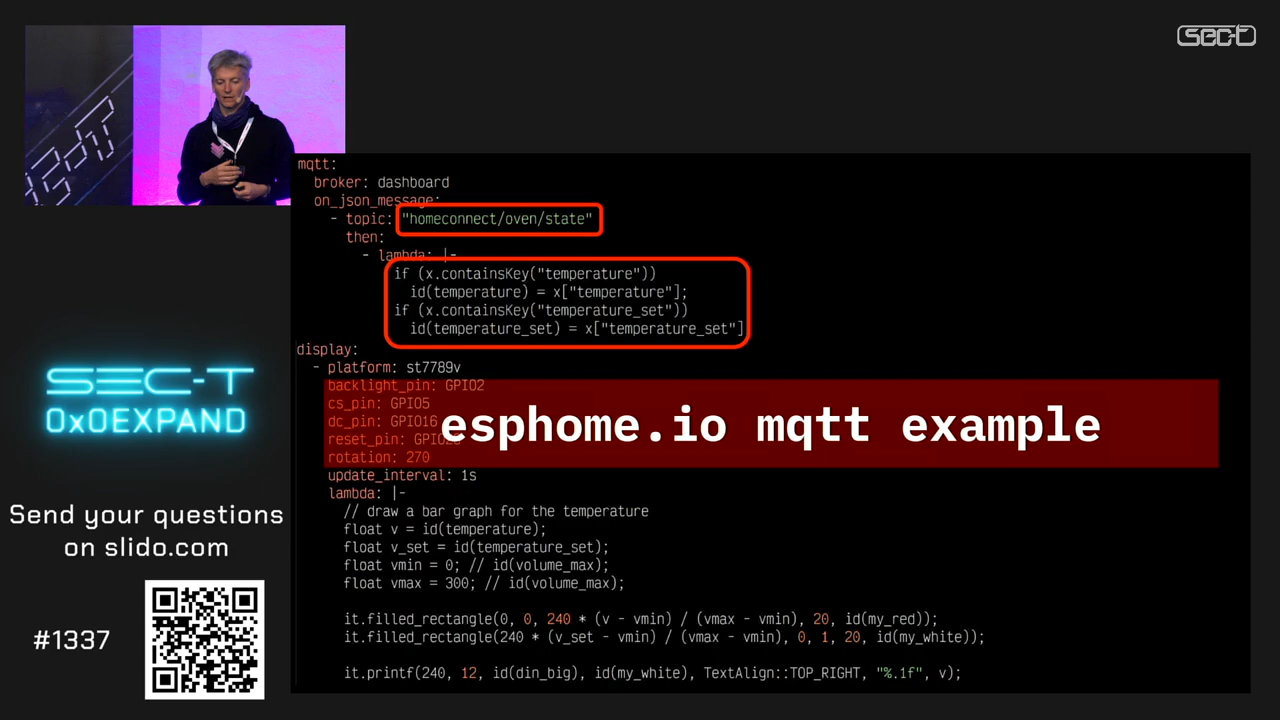 SEC-T
mqtt:
broker: dashboard
on_json_message:
- topic: "homeconnect/oven/state"
then:
- lambda: |-
if (x.containsKey("temperature"))
id(temperature) = x["temperature"];
if (x.containsKey("temperature_set"))
id(temperature_set) = x["temperature_set"]
display:
- platform: st7789v
backlight_pin: GPIO2
cs_pin: GPIO5
dc_pin: GPIO16
reset_pin:
esphome.io mqtt example
rotation: 270
update_interval: 1s
lambda: |-
// draw a bar graph for the temperature
float v = id(temperature);
float v_set = id(temperature_set);
float vmin = 0; // id(volume_max);
float vmax = 300; // id(volume_max);
it.filled_rectangle(0, 0, 240 * (v - vmin) / (vmax - vmin), 20, id(my_red));
it.filled_rectangle(240 * (v_set - vmin) / (vmax - vmin), 0, 1, 20, id(my_white));
it.printf(240, 12, id(din_big), id(my_white), TextAlign::TOP_RIGHT, "%.1f", v);
SEC-T
0x0EXPAND
Send your questions
on slido.com
#1337